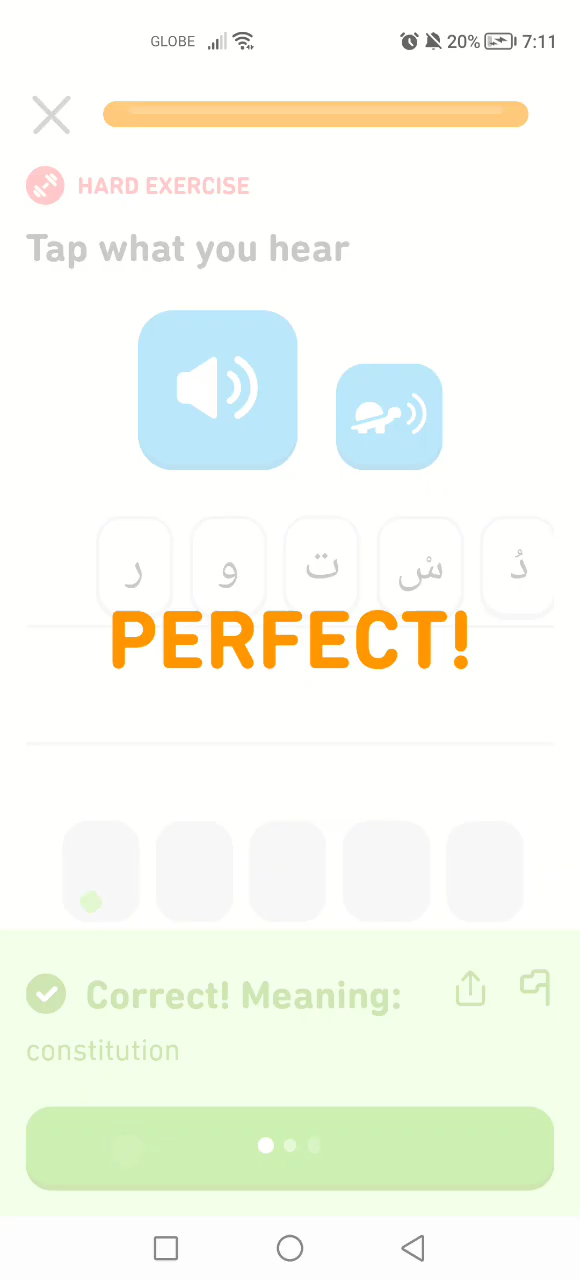 GLOBE 20% 7:11
HARD EXERCISE
Tap what you hear
دُ سْ ت و ر
PERFECT!
Correct! Meaning:
constitution